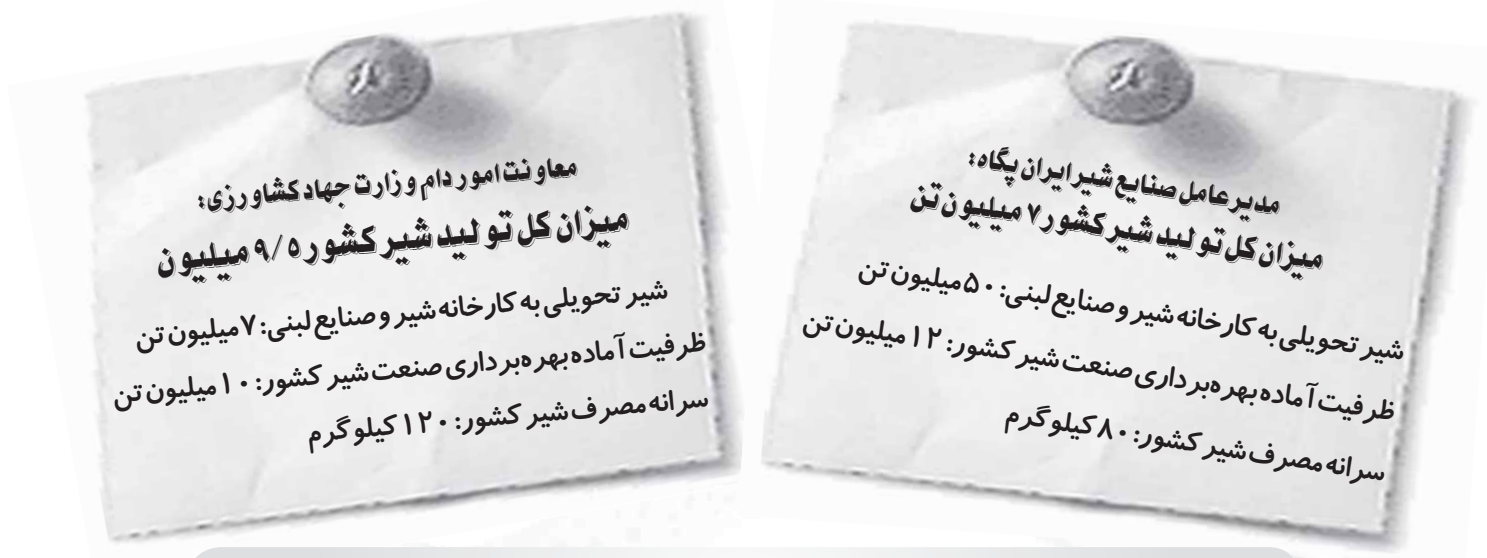 مدیرعامل صنایع شیر ایران پگاه:
میزان کل تولید شیر کشور ۷ میلیون تن
شیر تحویلی به کارخانه شیر و صنایع لبنی: ۵۰ میلیون تن
ظرفیت آماده بهره‌برداری صنعت شیر کشور: ۱۲ میلیون تن
سرانه مصرف شیر کشور: ۸۰ کیلوگرم
معاونت امور دام وزارت جهاد کشاورزی:
میزان کل تولید شیر کشور ۹/۵ میلیون
شیر تحویلی به کارخانه شیر و صنایع لبنی: ۷ میلیون تن
ظرفیت آماده بهره‌برداری صنعت شیر کشور: ۱۰ میلیون تن
سرانه مصرف شیر کشور: ۱۲۰ کیلوگرم